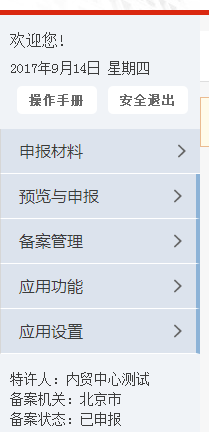 欢迎您！
2017年9月14日 星期四
操作手册 安全退出
申报材料
预览与申报
备案管理
应用功能
应用设置
特许人：内贸中心测试
备案机关：北京市
备案状态：已申报